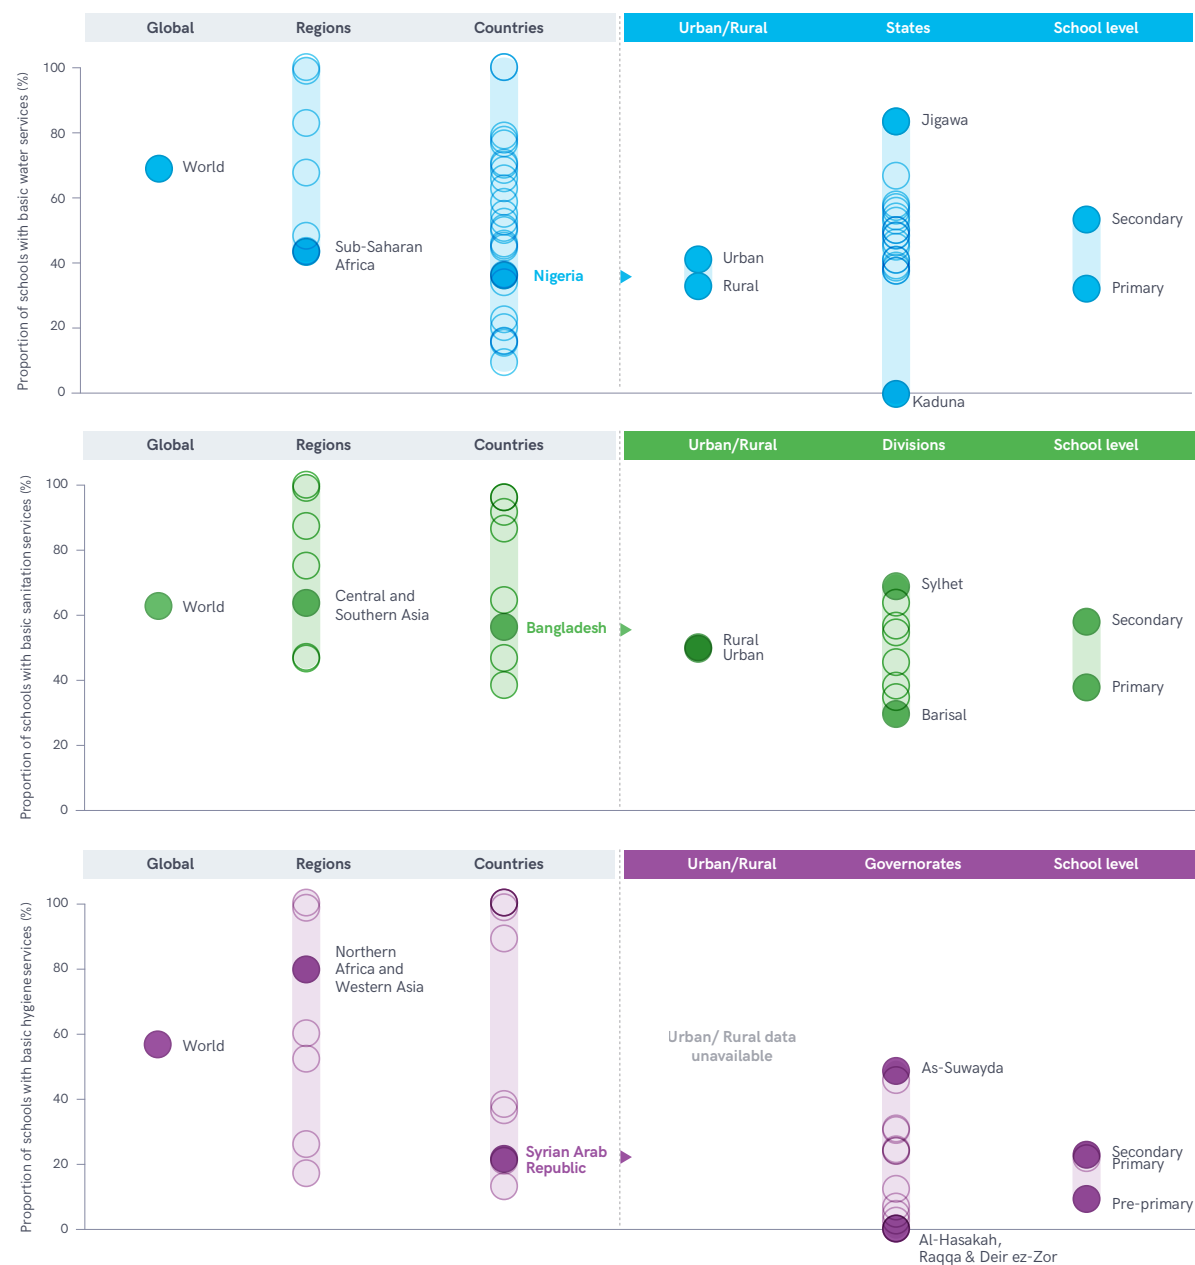 Global Regions Countries Urban/Rural States School level
Proportion of schools with basic water services (%)
100
80
60
40
20
0
World
Sub-Saharan
Africa
Nigeria
Urban
Rural
Jigawa
Kaduna
Secondary
Primary
Global Regions Countries Urban/Rural Divisions School level
Proportion of schools with basic sanitation services (%)
100
80
60
40
20
0
World
Central and
Southern Asia
Bangladesh
Rural
Urban
Sylhet
Barisal
Secondary
Primary
Global Regions Countries Urban/Rural Governorates School level
Proportion of schools with basic hygiene services (%)
100
80
60
40
20
0
World
Northern
Africa and
Western Asia
Syrian Arab
Republic
Urban/ Rural data
unavailable
As-Suwayda
Al-Hasakah,
Raqqa & Deir ez-Zor
Secondary
Primary
Pre-primary